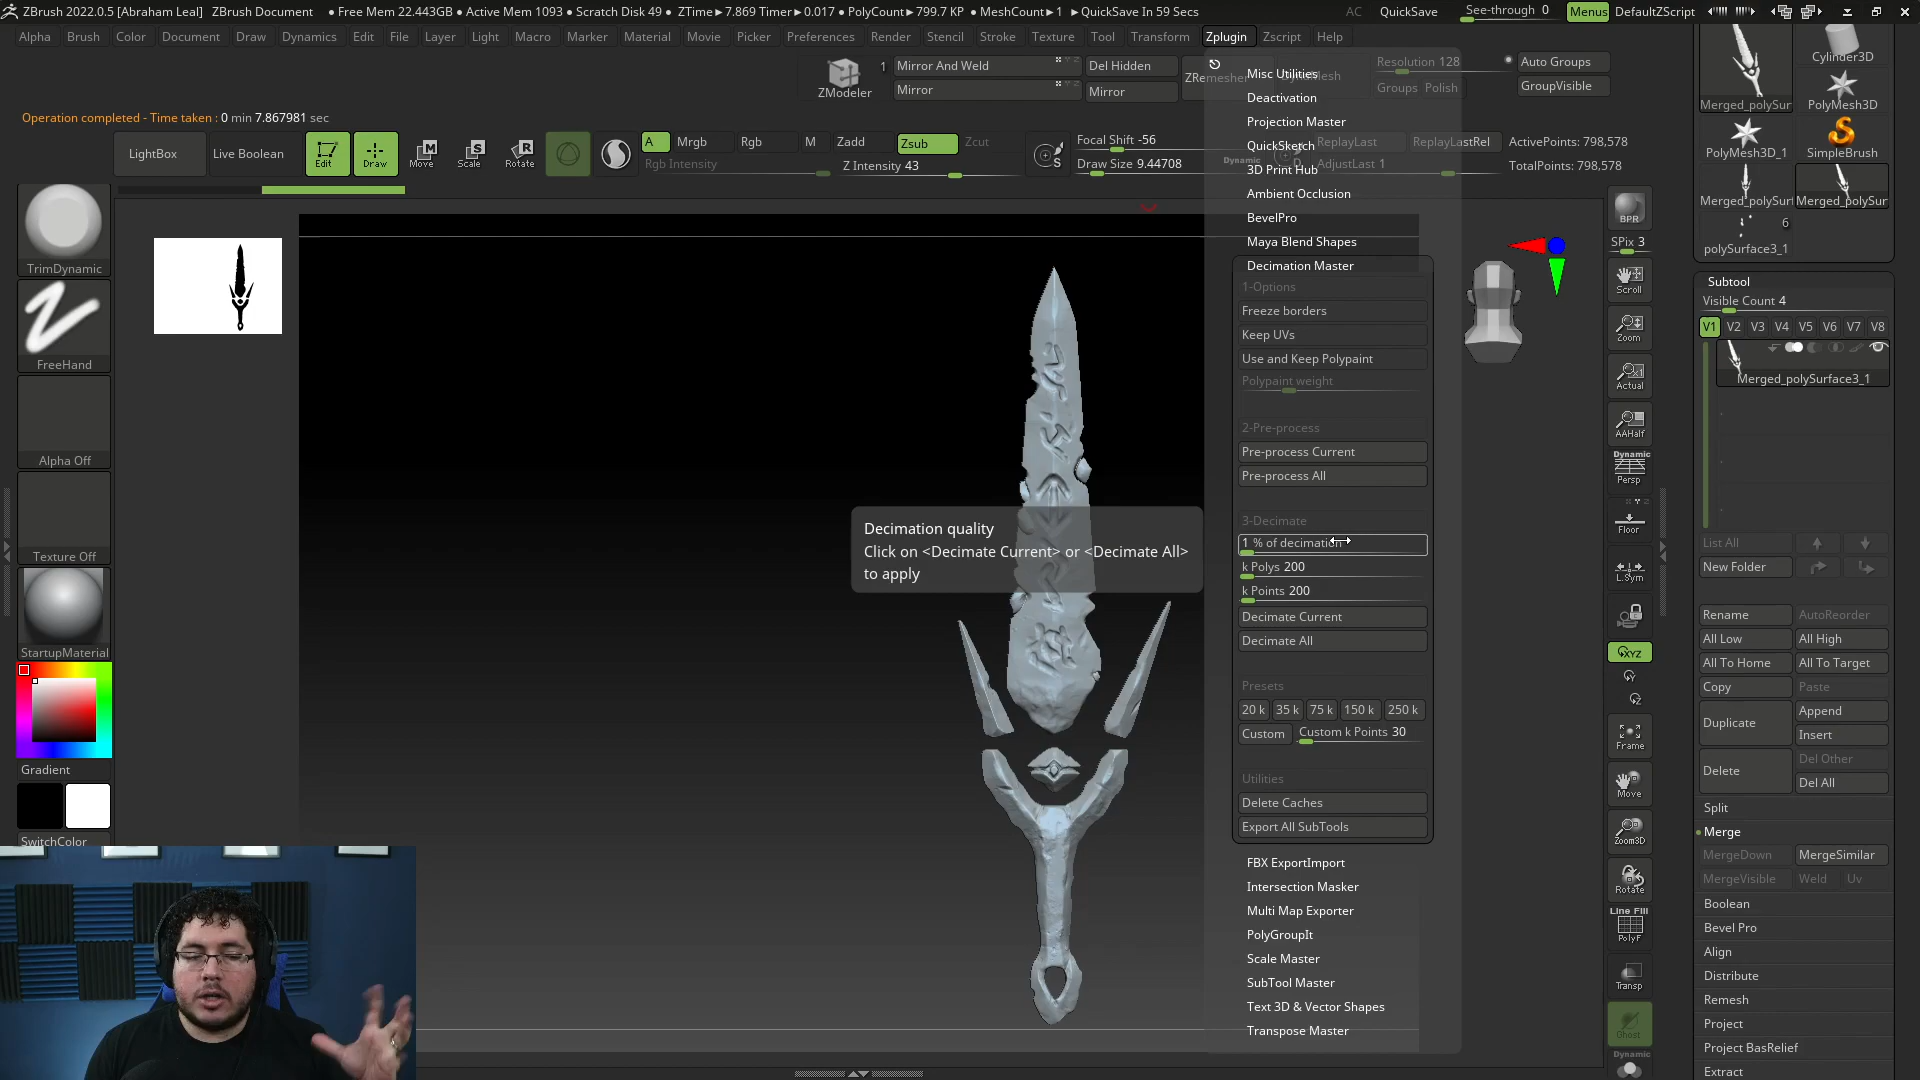 ZBrush 2022.0.5 [Abraham Leal] ZBrush Document ● Free Mem 22.443GB ● Active Mem 1093 ● Scratch Disk 49 ● ZTime►7.869 Timer►0.017 ● PolyCount►799.7 KP ● MeshCount►1 ►QuickSave In 59 Secs AC QuickSave See-through 0 Menus DefaultZScript
Alpha Brush Color Document Draw Dynamics Edit File Layer Light Macro Marker Material Movie Picker Preferences Render Stencil Stroke Texture Tool Transform Zplugin Zscript Help
ZModeler 1
Mirror And Weld
Mirror
Del Hidden
Mirror
ZRemesher
Resolution 128
Groups Polish
Auto Groups
GroupVisible
Operation completed - Time taken : 0 min 7.867981 sec
LightBox
Live Boolean
Edit
Draw
Move
Scale
Rotate
A Mrgb Rgb M Zadd Zsub Zcut
Rgb Intensity
Z Intensity 43
Focal Shift -56
Draw Size 9.44708
Dynamic
ReplayLast
ReplayLastRel
AdjustLast 1
ActivePoints: 798,578
TotalPoints: 798,578
TrimDynamic
FreeHand
Alpha Off
Texture Off
StartupMaterial
Gradient
SwitchColor
Misc Utilities
Deactivation
Projection Master
QuickSketch
3D Print Hub
Ambient Occlusion
BevelPro
Maya Blend Shapes
Decimation Master
1-Options
Freeze borders
Keep UVs
Use and Keep Polypaint
Polypaint weight
2-Pre-process
Pre-process Current
Pre-process All
3-Decimate
1 % of decimation
k Polys 200
k Points 200
Decimate Current
Decimate All
Presets
20 k 35 k 75 k 150 k 250 k
Custom Custom k Points 30
Utilities
Delete Caches
Export All SubTools
FBX ExportImport
Intersection Masker
Multi Map Exporter
PolyGroupIt
Scale Master
SubTool Master
Text 3D & Vector Shapes
Transpose Master
Decimation quality
Click on <Decimate Current> or <Decimate All>
to apply
BPR
SPix 3
Scroll
Zoom
Actual
AAHalf
Dynamic
Persp
Floor
L.Sym
XYZ
Frame
Move
Zoom3D
Rotate
Line Fill
PolyF
Transp
Ghost
Dynamic
Merged_polySur Cylinder3D
PolyMesh3D
PolyMesh3D_1 SimpleBrush
Merged_polySur Merged_polySur
6
polySurface3_1
Subtool
Visible Count 4
V1 V2 V3 V4 V5 V6 V7 V8
Merged_polySurface3_1
List All
New Folder
Rename AutoReorder
All Low All High
All To Home All To Target
Copy Paste
Duplicate Append
Insert
Delete Del Other
Del All
Split
Merge
MergeDown MergeSimilar
MergeVisible Weld Uv
Boolean
Bevel Pro
Align
Distribute
Remesh
Project
Project BasRelief
Extract